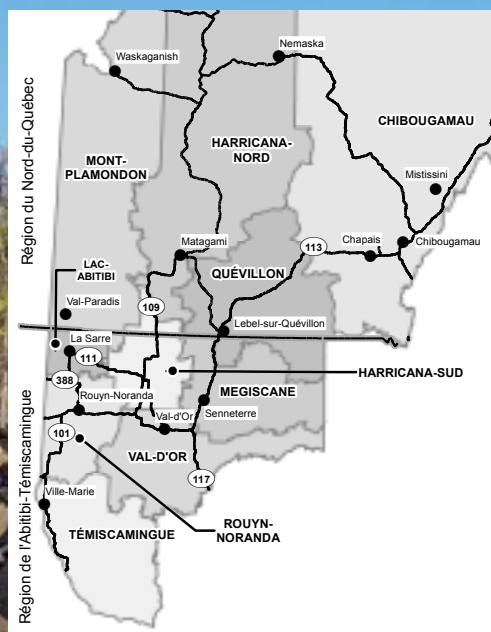 Région du Nord-du-Québec
Waskaganish
Nemaska
CHIBOUGAMAU
HARRICANA-
NORD
MONT-
PLAMONDON
Mistissini
Matagami
113
Chapais
Chibougamau
LAC-
ABITIBI
QUÉVILLON
Val-Paradis
109
Lebel-sur-Quévillon
La Sarre
111
HARRICANA-SUD
388
MEGISCANE
Rouyn-Noranda
Senneterre
101
Val-d'Or
VAL-D'OR
117
Ville-Marie
TÉMISCAMINGUE
ROUYN-
NORANDA
Région de l'Abitibi-Témiscamingue